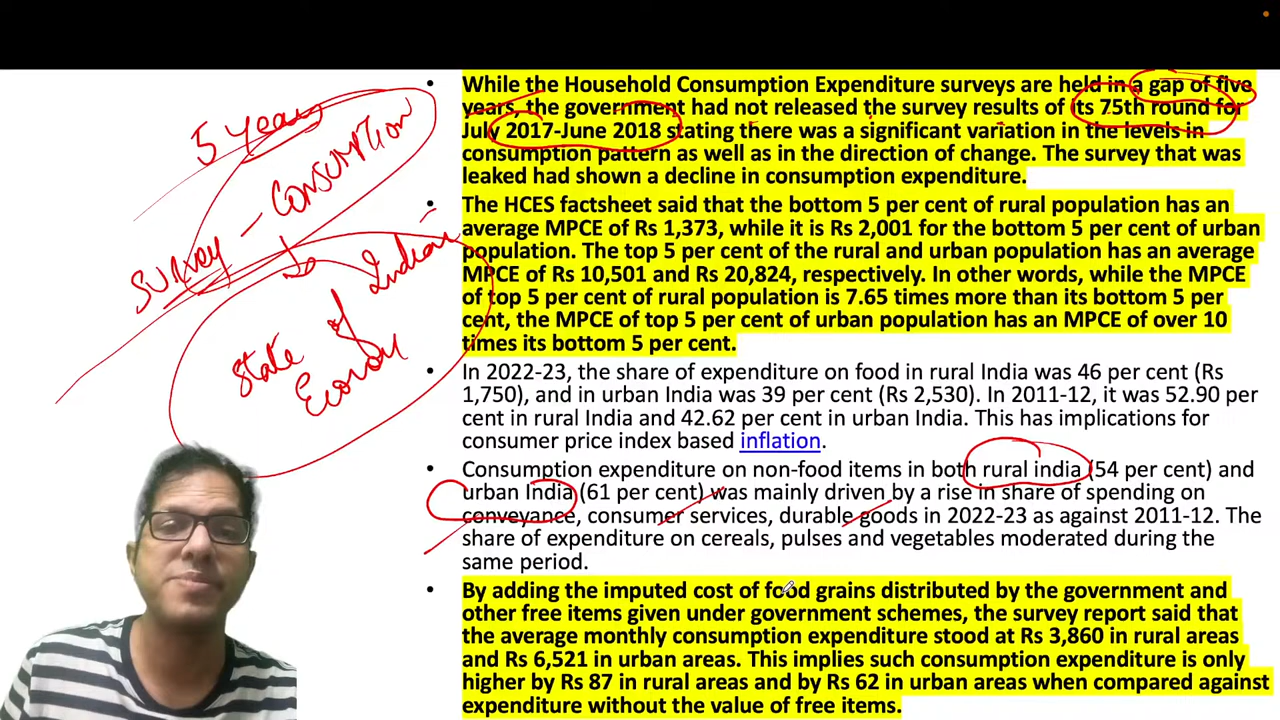 5 years
survey – Consumption
Indian
State of
Econom
• While the Household Consumption Expenditure surveys are held in a gap of five
years, the government had not released the survey results of its 75th round for
July 2017-June 2018 stating there was a significant variation in the levels in
consumption pattern as well as in the direction of change. The survey that was
leaked had shown a decline in consumption expenditure.
• The HCES factsheet said that the bottom 5 per cent of rural population has an
average MPCE of Rs 1,373, while it is Rs 2,001 for the bottom 5 per cent of urban
population. The top 5 per cent of the rural and urban population has an average
MPCE of Rs 10,501 and Rs 20,824, respectively. In other words, while the MPCE
of top 5 per cent of rural population is 7.65 times more than its bottom 5 per
cent, the MPCE of top 5 per cent of urban population has an MPCE of over 10
times its bottom 5 per cent.
• In 2022-23, the share of expenditure on food in rural India was 46 per cent (Rs
1,750), and in urban India was 39 per cent (Rs 2,530). In 2011-12, it was 52.90 per
cent in rural India and 42.62 per cent in urban India. This has implications for
consumer price index based inflation.
• Consumption expenditure on non-food items in both rural india (54 per cent) and
urban India (61 per cent) was mainly driven by a rise in share of spending on
conveyance, consumer services, durable goods in 2022-23 as against 2011-12. The
share of expenditure on cereals, pulses and vegetables moderated during the
same period.
• By adding the imputed cost of food grains distributed by the government and
other free items given under government schemes, the survey report said that
the average monthly consumption expenditure stood at Rs 3,860 in rural areas
and Rs 6,521 in urban areas. This implies such consumption expenditure is only
higher by Rs 87 in rural areas and by Rs 62 in urban areas when compared against
expenditure without the value of free items.